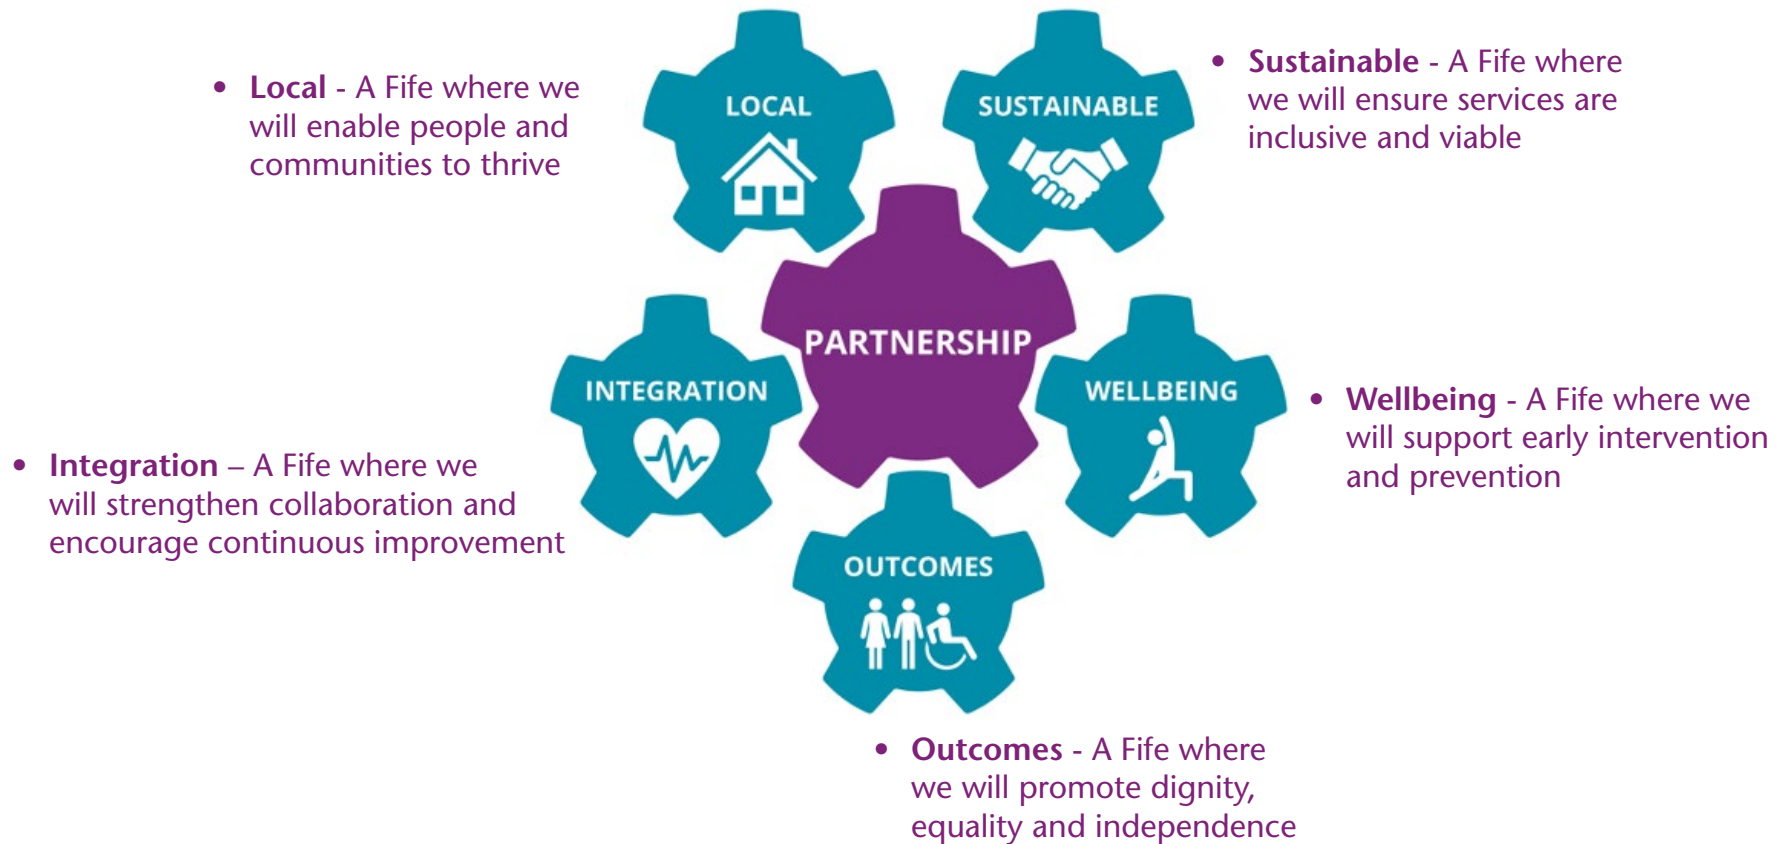 • Local - A Fife where we
will enable people and
communities to thrive
LOCAL
SUSTAINABLE
• Sustainable - A Fife where
we will ensure services are
inclusive and viable
PARTNERSHIP
INTEGRATION
WELLBEING
• Wellbeing - A Fife where we
will support early intervention
and prevention
• Integration – A Fife where we
will strengthen collaboration and
encourage continuous improvement
OUTCOMES
• Outcomes - A Fife where
we will promote dignity,
equality and independence